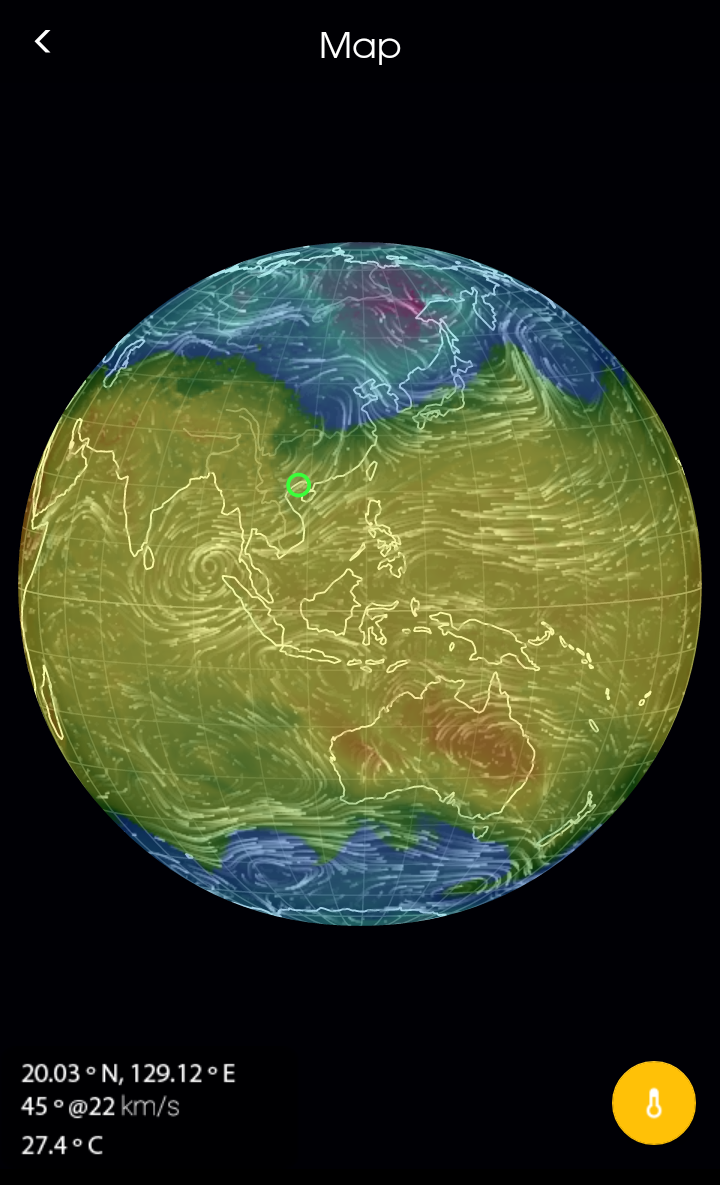 Map
20.03 ° N, 129.12 ° E
45 ° @22 km/s
27.4 ° C